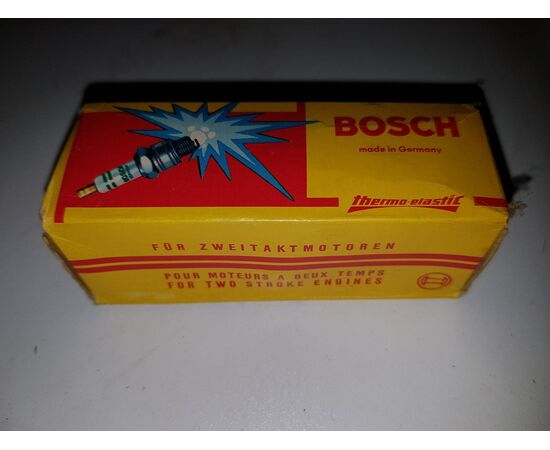 BOSCH
made in Germany
thermo-elastic
FÜR ZWEITAKTMOTOREN
POUR MOTEURS A DEUX TEMPS
FOR TWO STROKE ENGINES